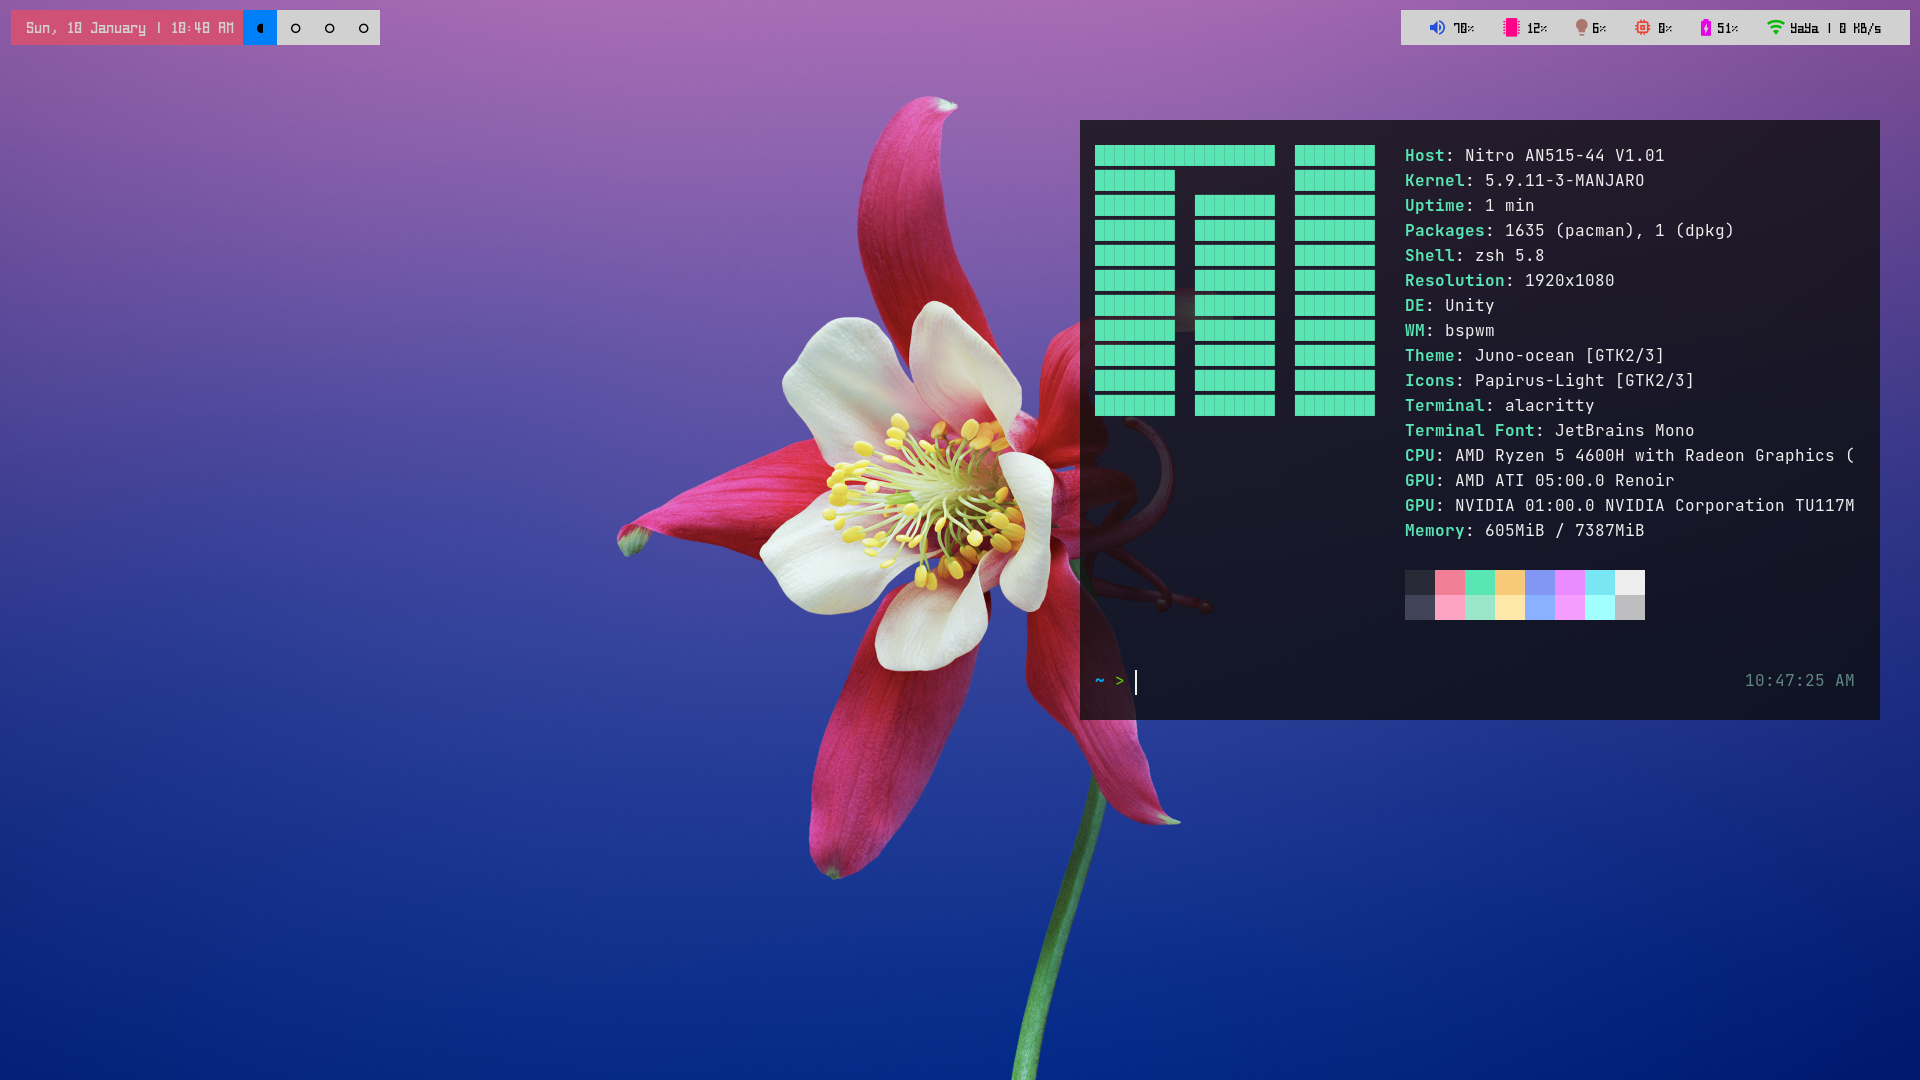 Sun, 10 January | 10:48 AM
70% 12% 6% 0% 51% YaYa | 0 KB/s
Host: Nitro AN515-44 V1.01
Kernel: 5.9.11-3-MANJARO
Uptime: 1 min
Packages: 1635 (pacman), 1 (dpkg)
Shell: zsh 5.8
Resolution: 1920x1080
DE: Unity
WM: bspwm
Theme: Juno-ocean [GTK2/3]
Icons: Papirus-Light [GTK2/3]
Terminal: alacritty
Terminal Font: JetBrains Mono
CPU: AMD Ryzen 5 4600H with Radeon Graphics (
GPU: AMD ATI 05:00.0 Renoir
GPU: NVIDIA 01:00.0 NVIDIA Corporation TU117M
Memory: 605MiB / 7387MiB
~ > 10:47:25 AM